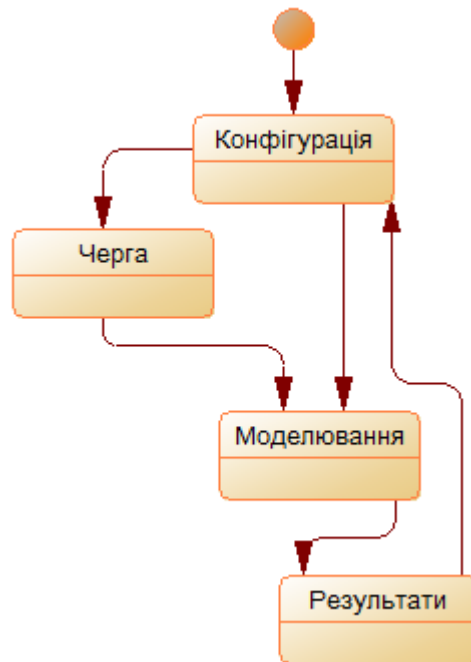 Конфігурація
Черга
Моделювання
Результати